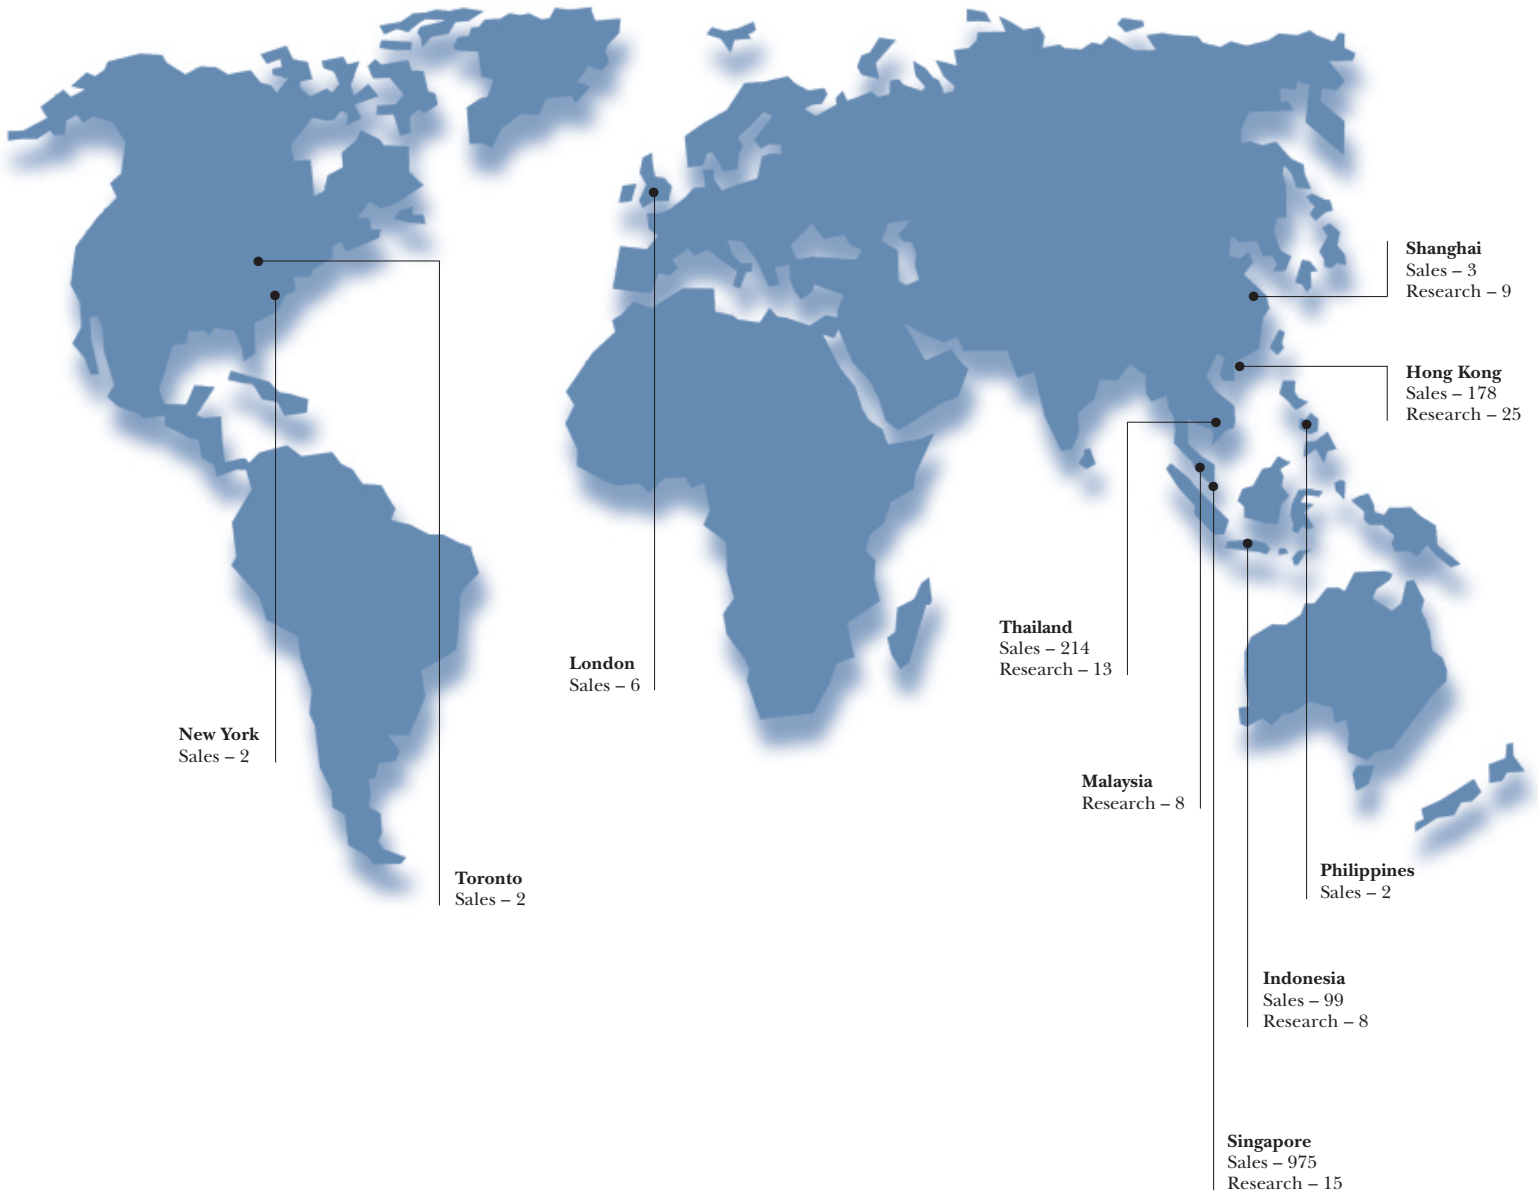 Shanghai
Sales – 3
Research – 9
Hong Kong
Sales – 178
Research – 25
Thailand
Sales – 214
Research – 13
London
Sales – 6
New York
Sales – 2
Malaysia
Research – 8
Toronto
Sales – 2
Philippines
Sales – 2
Indonesia
Sales – 99
Research – 8
Singapore
Sales – 975
Research – 15